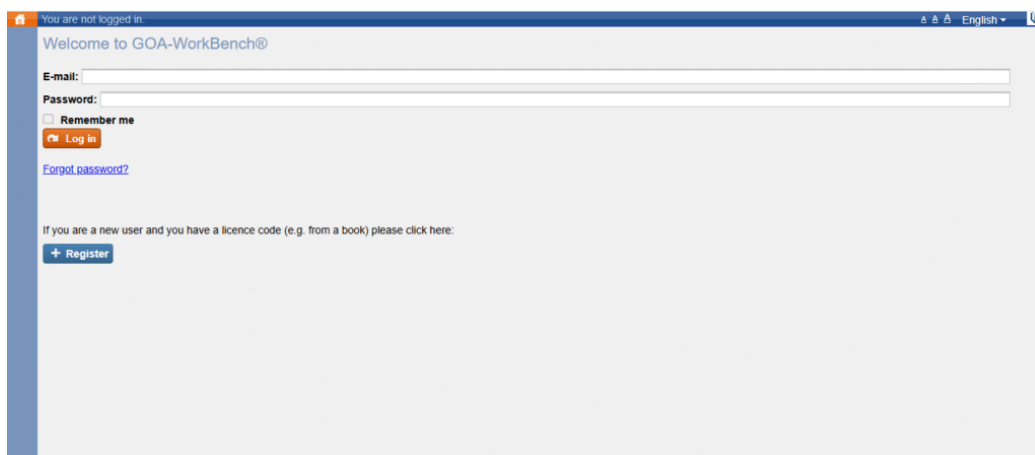 You are not logged in. A A A English
Welcome to GOA-WorkBench®
E-mail:
Password:
Remember me
Log in
Forgot password?
If you are a new user and you have a licence code (e.g. from a book) please click here:
+ Register